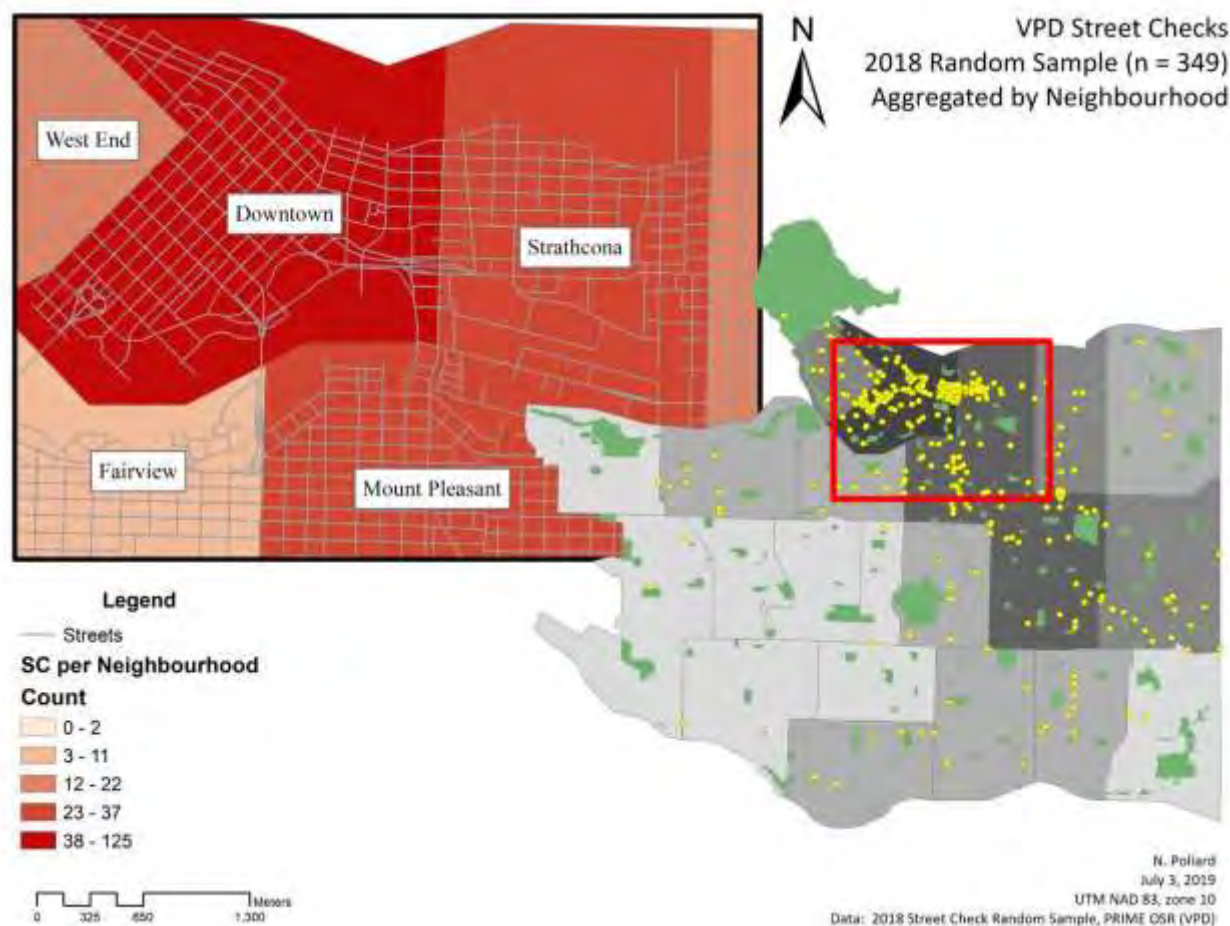 VPD Street Checks
2018 Random Sample (n = 349)
Aggregated by Neighbourhood
N
West End
Downtown
Strathcona
Fairview
Mount Pleasant
Legend
Streets
SC per Neighbourhood
Count
0 - 2
3 - 11
12 - 22
23 - 37
38 - 125
Meters
0 325 650 1,300
N. Pollard
July 3, 2019
UTM NAD 83, zone 10
Data: 2018 Street Check Random Sample, PRIME OSR (VPD)